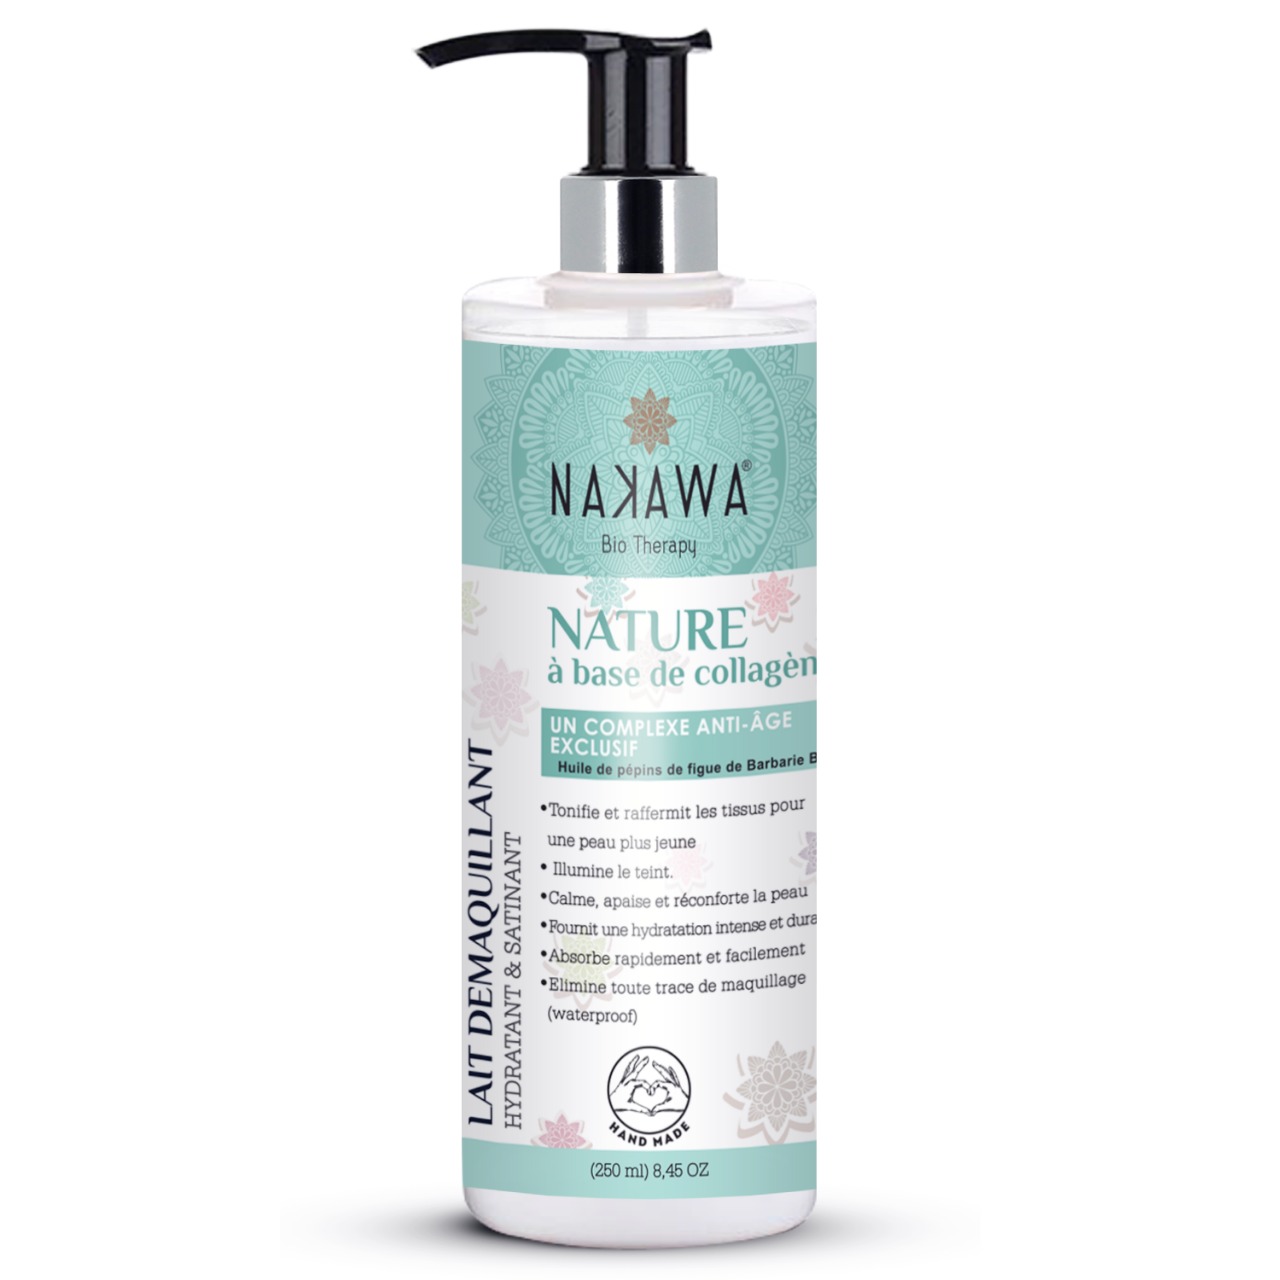 NAKAWA®
Bio Therapy
NATURE
à base de collagèn
UN COMPLEXE ANTI-ÂGE
EXCLUSIF
Huile de pépins de figue de Barbarie B
•Tonifie et raffermit les tissus pour
une peau plus jeune
• Illumine le teint.
•Calme, apaise et réconforte la peau
•Fournit une hydratation intense et dura
•Absorbe rapidement et facilement
•Elimine toute trace de maquillage
(waterproof)
LAIT DEMAQUILLANT
HYDRATANT & SATINANT
HAND MADE
(250 ml) 8,45 OZ